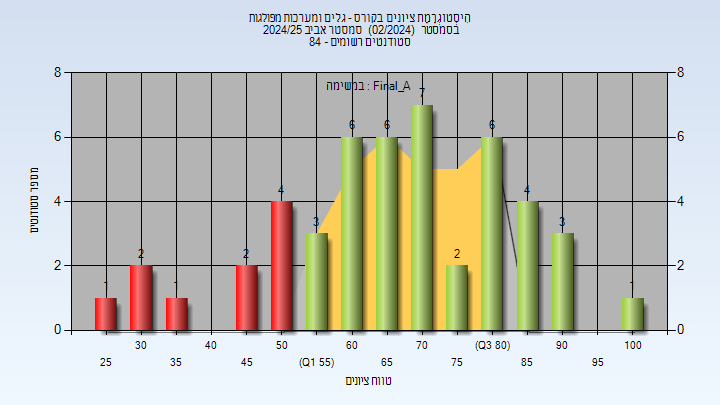 היסטוגרמת ציונים בקורס - גלים ומערכות מפולגות
בסמסטר (02/2024) סמסטר אביב 2024/25
סטודנטים רשומים - 84
במשימה : Final_A
מספר סטודנטים
8 8
6 6
4 4
2 2
0 0
1 2 1 2 4 3 6 6 7 2 6 4 3 1
30 40 50 60 70 (Q3 80) 90 100
25 35 45 (Q1 55) 65 75 85 95
טווח ציונים